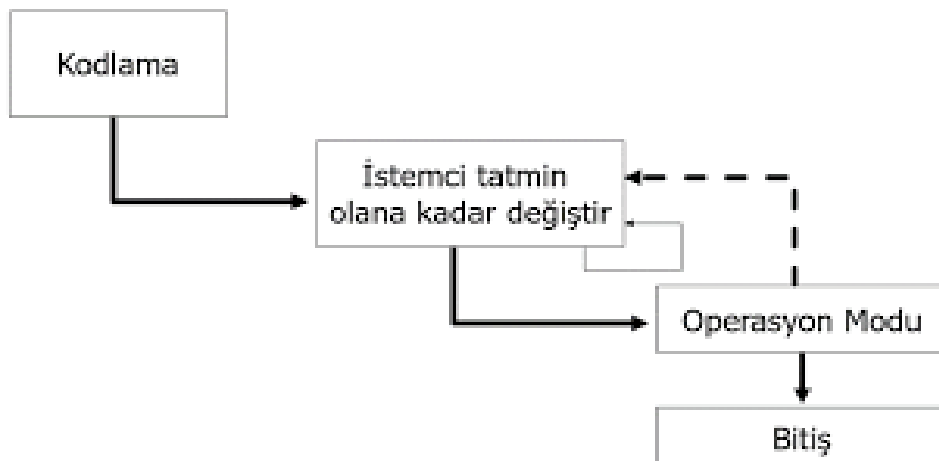 Kodlama
İstemci tatmin
olana kadar değiştir
Operasyon Modu
Bitiş